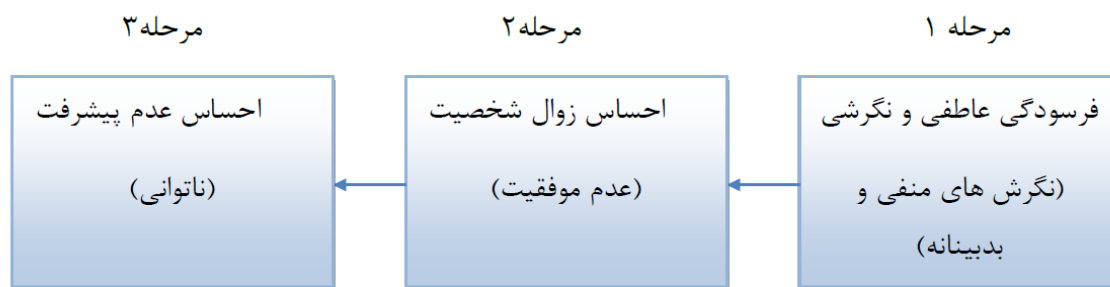 مرحله ۱
مرحله۲
مرحله۳
فرسودگی عاطفی و نگرشی
(نگرش های منفی و
بدبینانه)
احساس زوال شخصیت
(عدم موفقیت)
احساس عدم پیشرفت
(ناتوانی)